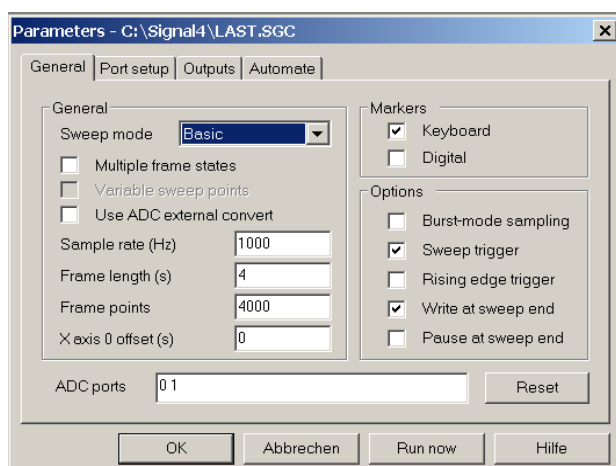 Parameters - C:\Signal4\LAST.SGC
General Port setup Outputs Automate
General
Sweep mode Basic
Multiple frame states
Variable sweep points
Use ADC external convert
Sample rate (Hz) 1000
Frame length (s) 4
Frame points 4000
X axis 0 offset (s) 0
Markers
Keyboard
Digital
Options
Burst-mode sampling
Sweep trigger
Rising edge trigger
Write at sweep end
Pause at sweep end
ADC ports 0 1 Reset
OK Abbrechen Run now Hilfe